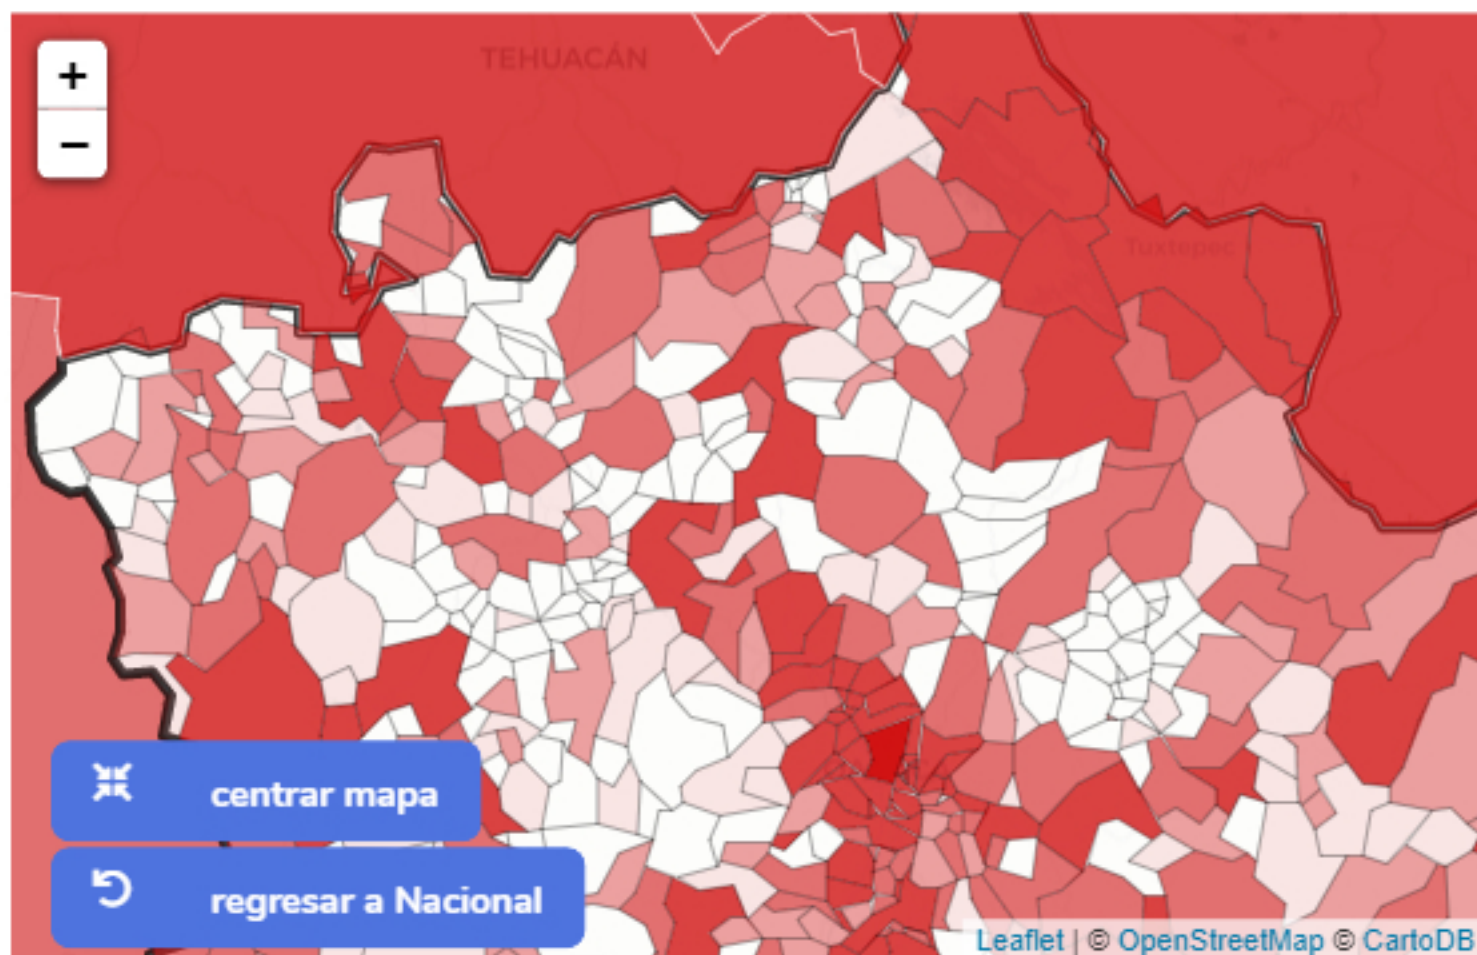 +
TEHUACÁN
−
Tuxtepec
centrar mapa
regresar a Nacional
Leaflet | © OpenStreetMap © CartoDB